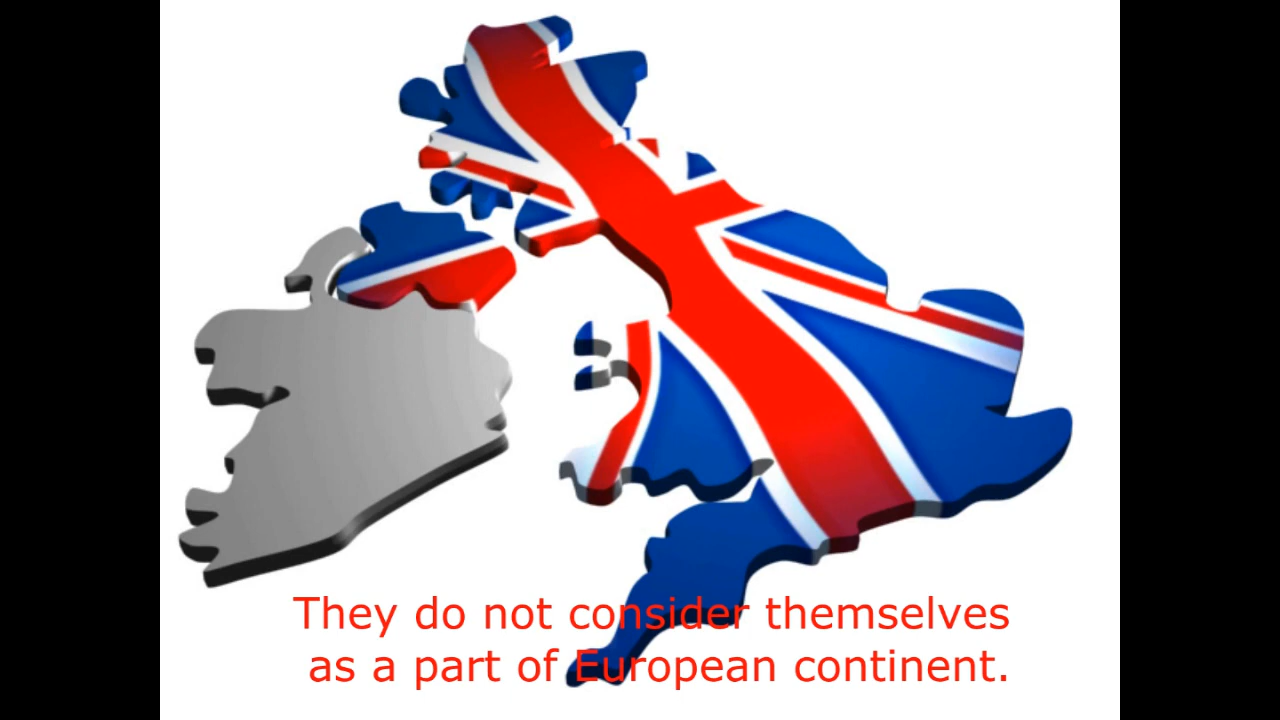 They do not consider themselves
as a part of European continent.